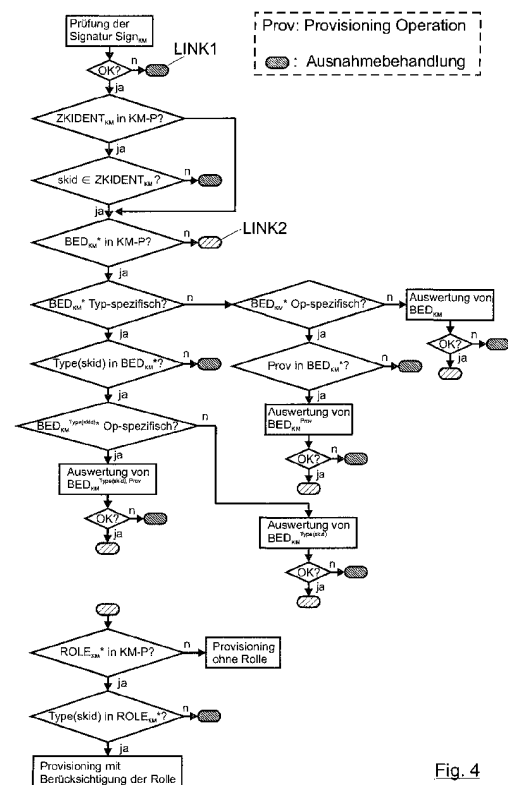 Prüfung der
Signatur Sign_KM
LINK1
Prov: Provisioning Operation
: Ausnahmebehandlung
OK? n
ja
ZKIDENT_KM in KM-P? n
ja
skid ∈ ZKIDENT_KM? n
ja
BED_KM* in KM-P? n
LINK2
ja
BED_KM* Typ-spezifisch? n
BED_KM* Op-spezifisch? n
Auswertung von
BED_KM
ja
ja
OK? n
ja
Type(skid) in BED_KM*? n
Prov in BED_KM*? n
ja
ja
BED_KM^Type(skid)* Op-spezifisch? n
Auswertung von
BED_KM^Prov
ja
OK? n
ja
Auswertung von
BED_KM^Type(skid), Prov
OK? n
ja
Auswertung von
BED_KM^Type(skid)
OK? n
ja
ROLE_KM* in KM-P? n
Provisioning
ohne Rolle
ja
Type(skid) in ROLE_KM*? n
ja
Provisioning mit
Berücksichtigung der Rolle
Fig. 4